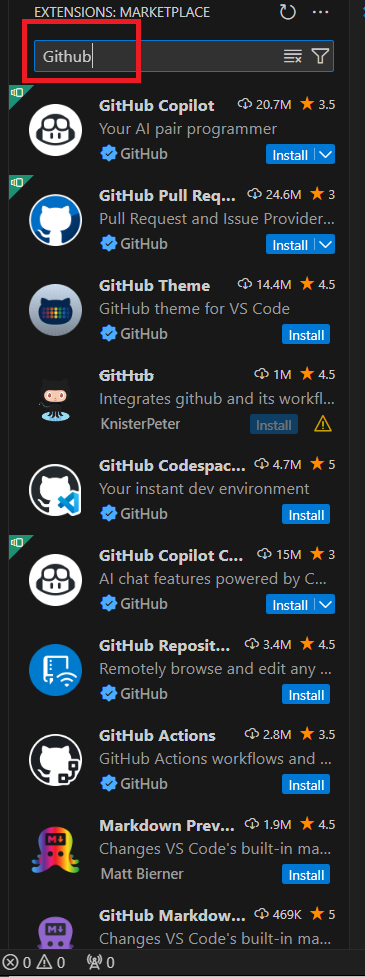 EXTENSIONS: MARKETPLACE
Github
GitHub Copilot 20.7M 3.5
Your AI pair programmer
GitHub Install
GitHub Pull Req... 24.6M 3
Pull Request and Issue Provider...
GitHub Install
GitHub Theme 14.4M 4.5
GitHub theme for VS Code
GitHub Install
GitHub 1M 4.5
Integrates github and its workfl...
KnisterPeter Install
GitHub Codespac... 4.7M 5
Your instant dev environment
GitHub Install
GitHub Copilot C... 15M 3
AI chat features powered by C...
GitHub Install
GitHub Reposit... 3.4M 4.5
Remotely browse and edit any ...
GitHub Install
GitHub Actions 2.8M 3.5
GitHub Actions workflows and ...
GitHub Install
Markdown Prev... 1.9M 4.5
Changes VS Code's built-in ma...
Matt Bierner Install
GitHub Markdow... 469K 5
Changes VS Code's built-in ma...
0 0 0